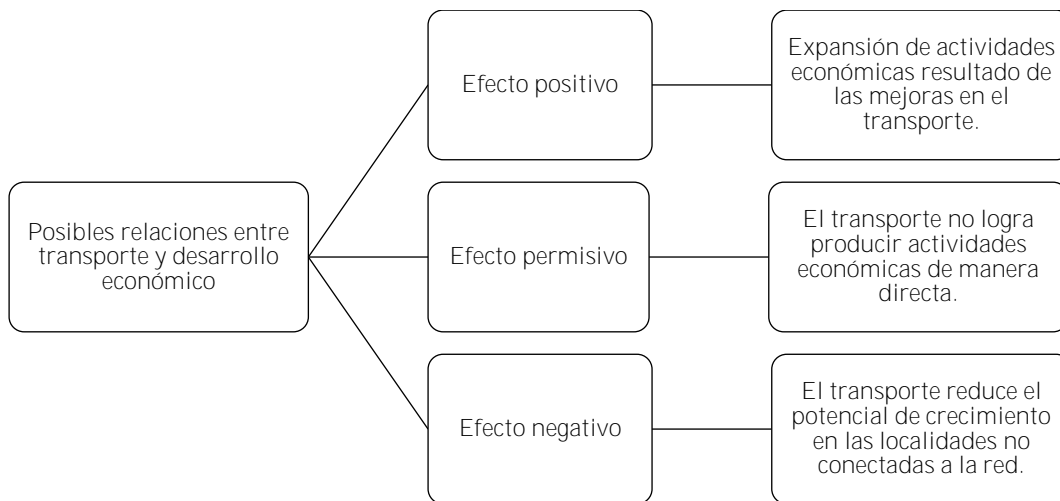 Posibles relaciones entre
transporte y desarrollo
económico
Efecto positivo
Expansión de actividades
económicas resultado de
las mejoras en el
transporte.
Efecto permisivo
El transporte no logra
producir actividades
económicas de manera
directa.
Efecto negativo
El transporte reduce el
potencial de crecimiento
en las localidades no
conectadas a la red.